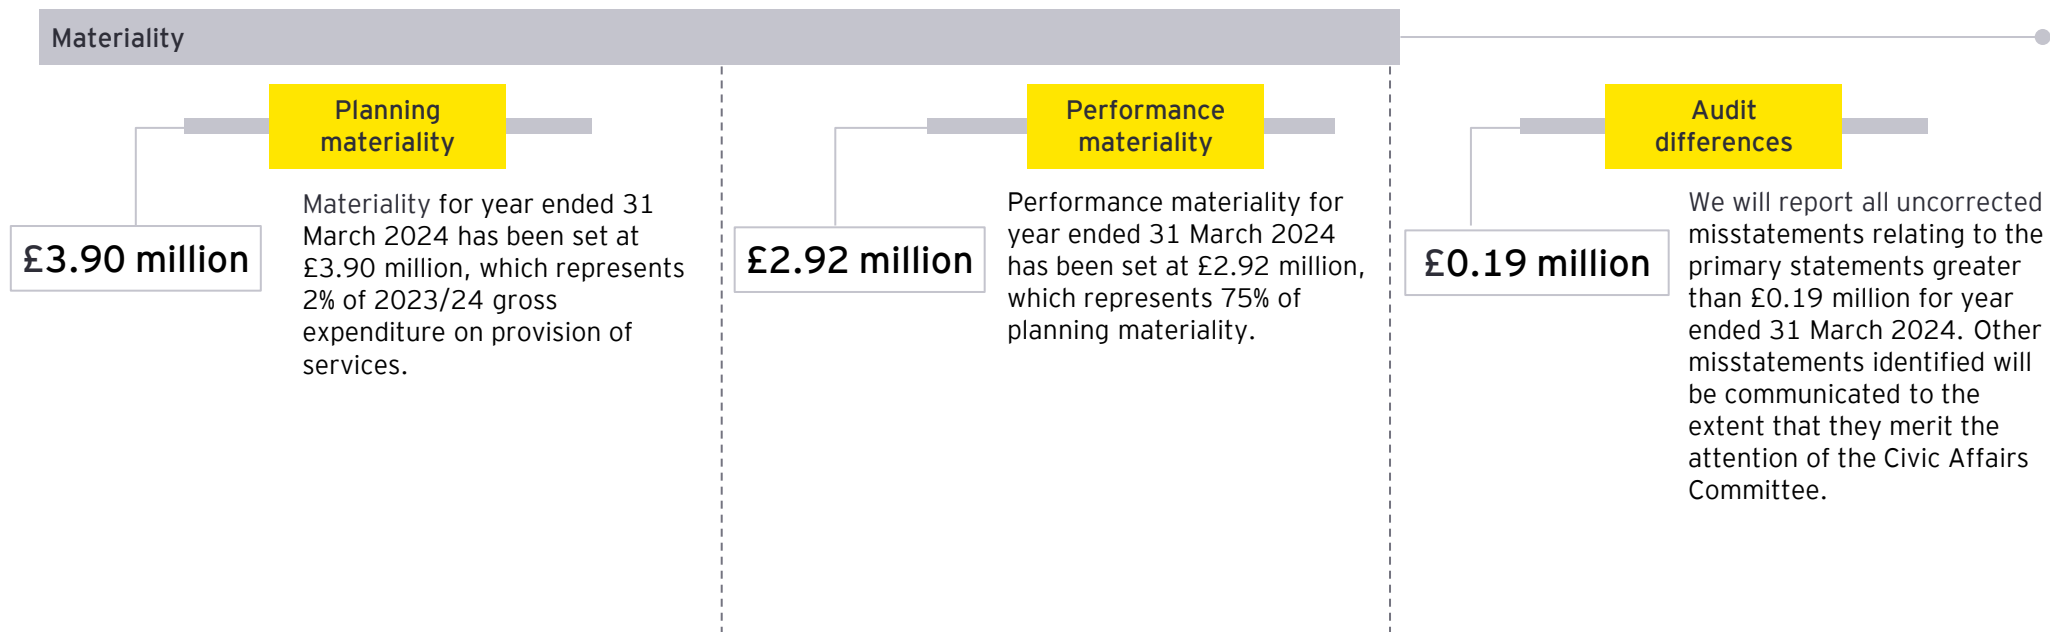 Materiality
Planning
materiality
£3.90 million
Materiality for year ended 31
March 2024 has been set at
£3.90 million, which represents
2% of 2023/24 gross
expenditure on provision of
services.
Performance
materiality
£2.92 million
Performance materiality for
year ended 31 March 2024
has been set at £2.92 million,
which represents 75% of
planning materiality.
Audit
differences
£0.19 million
We will report all uncorrected
misstatements relating to the
primary statements greater
than £0.19 million for year
ended 31 March 2024. Other
misstatements identified will
be communicated to the
extent that they merit the
attention of the Civic Affairs
Committee.